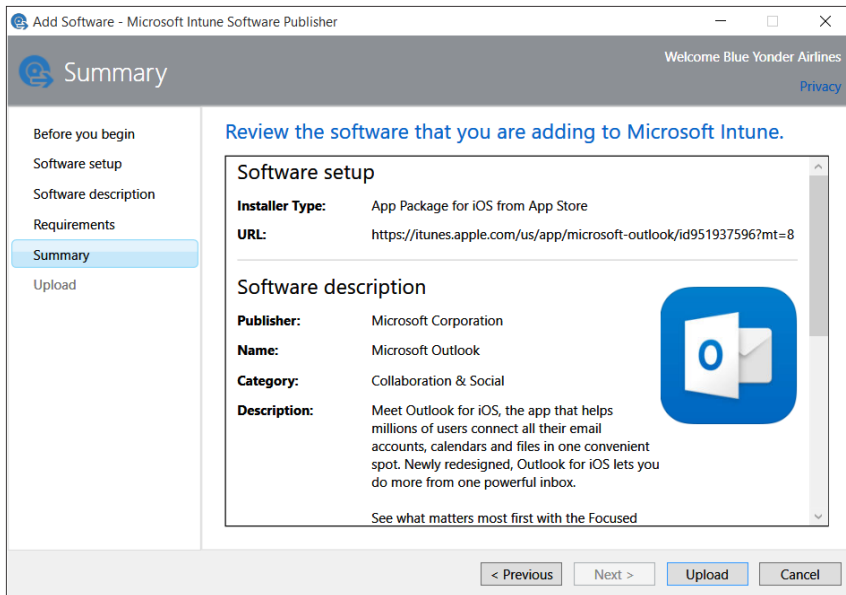 Add Software - Microsoft Intune Software Publisher
Summary
Welcome Blue Yonder Airlines
Privacy
Before you begin
Software setup
Software description
Requirements
Summary
Upload
Review the software that you are adding to Microsoft Intune.
Software setup
Installer Type: App Package for iOS from App Store
URL: https://itunes.apple.com/us/app/microsoft-outlook/id951937596?mt=8
Software description
Publisher: Microsoft Corporation
Name: Microsoft Outlook
Category: Collaboration & Social
Description: Meet Outlook for iOS, the app that helps
millions of users connect all their email
accounts, calendars and files in one convenient
spot. Newly redesigned, Outlook for iOS lets you
do more from one powerful inbox.
See what matters most first with the Focused
O
< Previous
Next >
Upload
Cancel